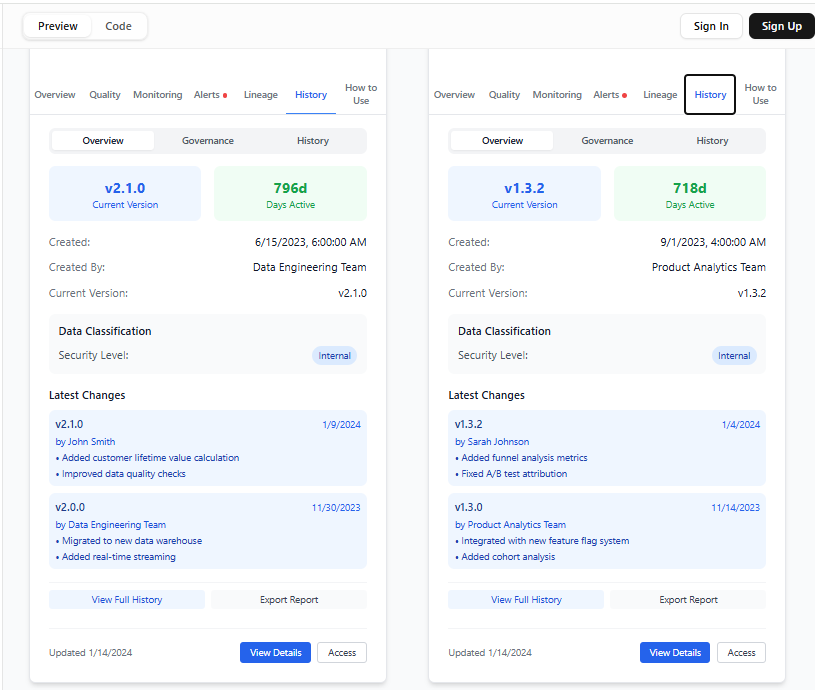 Preview Code Sign In Sign Up
Overview Quality Monitoring Alerts Lineage History How to Use
Overview Governance History
v2.1.0 796d
Current Version Days Active
Created: 6/15/2023, 6:00:00 AM
Created By: Data Engineering Team
Current Version: v2.1.0
Data Classification
Security Level: Internal
Latest Changes
v2.1.0 1/9/2024
by John Smith
• Added customer lifetime value calculation
• Improved data quality checks
v2.0.0 11/30/2023
by Data Engineering Team
• Migrated to new data warehouse
• Added real-time streaming
View Full History Export Report
Updated 1/14/2024 View Details Access
Overview Quality Monitoring Alerts Lineage History How to Use
Overview Governance History
v1.3.2 718d
Current Version Days Active
Created: 9/1/2023, 4:00:00 AM
Created By: Product Analytics Team
Current Version: v1.3.2
Data Classification
Security Level: Internal
Latest Changes
v1.3.2 1/4/2024
by Sarah Johnson
• Added funnel analysis metrics
• Fixed A/B test attribution
v1.3.0 11/14/2023
by Product Analytics Team
• Integrated with new feature flag system
• Added cohort analysis
View Full History Export Report
Updated 1/14/2024 View Details Access